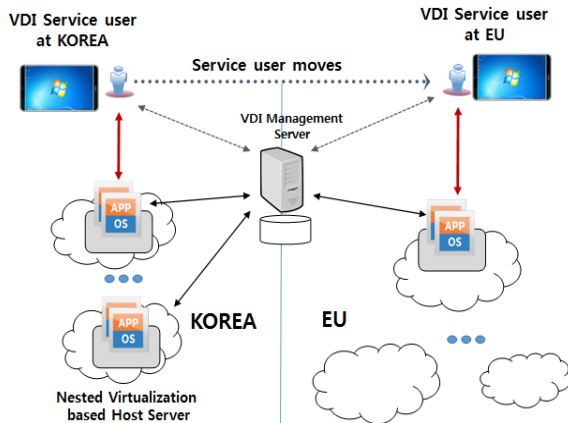 VDI Service user
at KOREA
VDI Service user
at EU
Service user moves
VDI Management
Server
APP
OS
APP
OS
APP
OS
KOREA
EU
Nested Virtualization
based Host Server